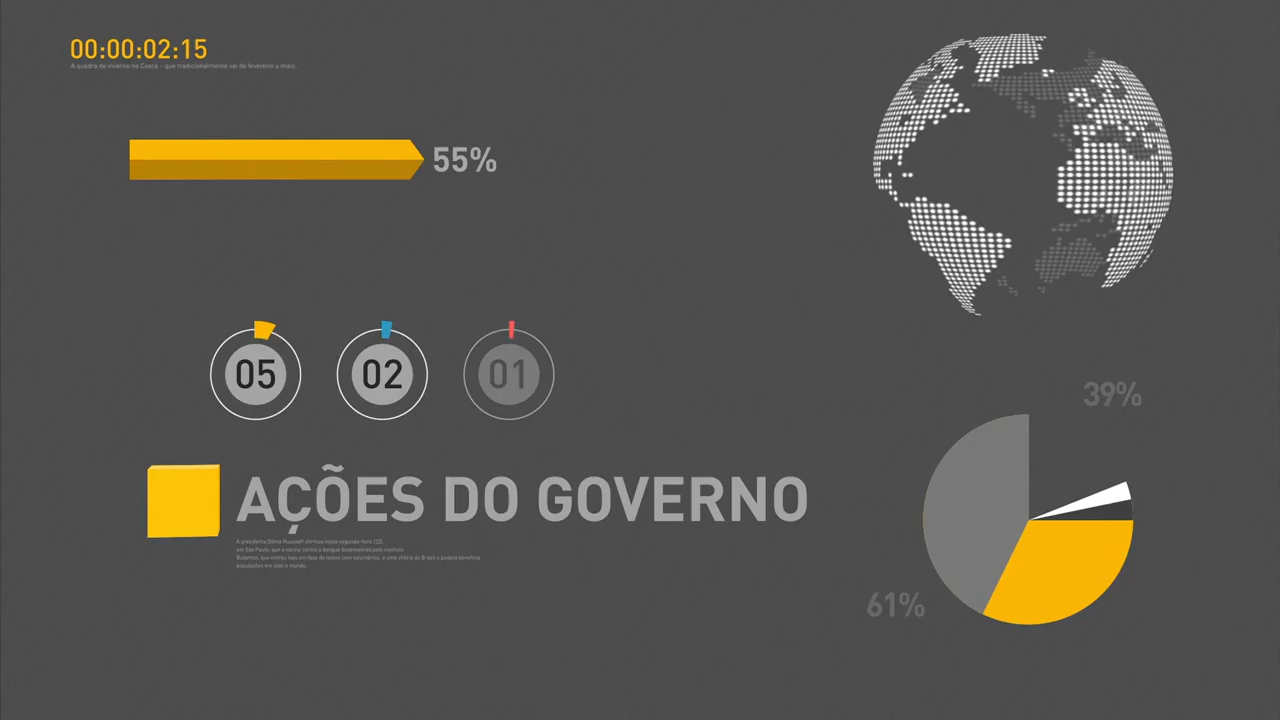 00:00:02:15
A quadra de inverno no Ceará – que tradicionalmente vai de fevereiro a maio,
55%
05 02 01
39%
AÇÕES DO GOVERNO
A presidenta Dilma Rousseff afirmou nesta segunda-feira (22),
em São Paulo, que a vacina contra a dengue desenvolvida pelo Instituto
Butantan, que entrou hoje em fase de testes com voluntários, é uma vitória do Brasil e poderá beneficiar
populações em todo o mundo.
61%